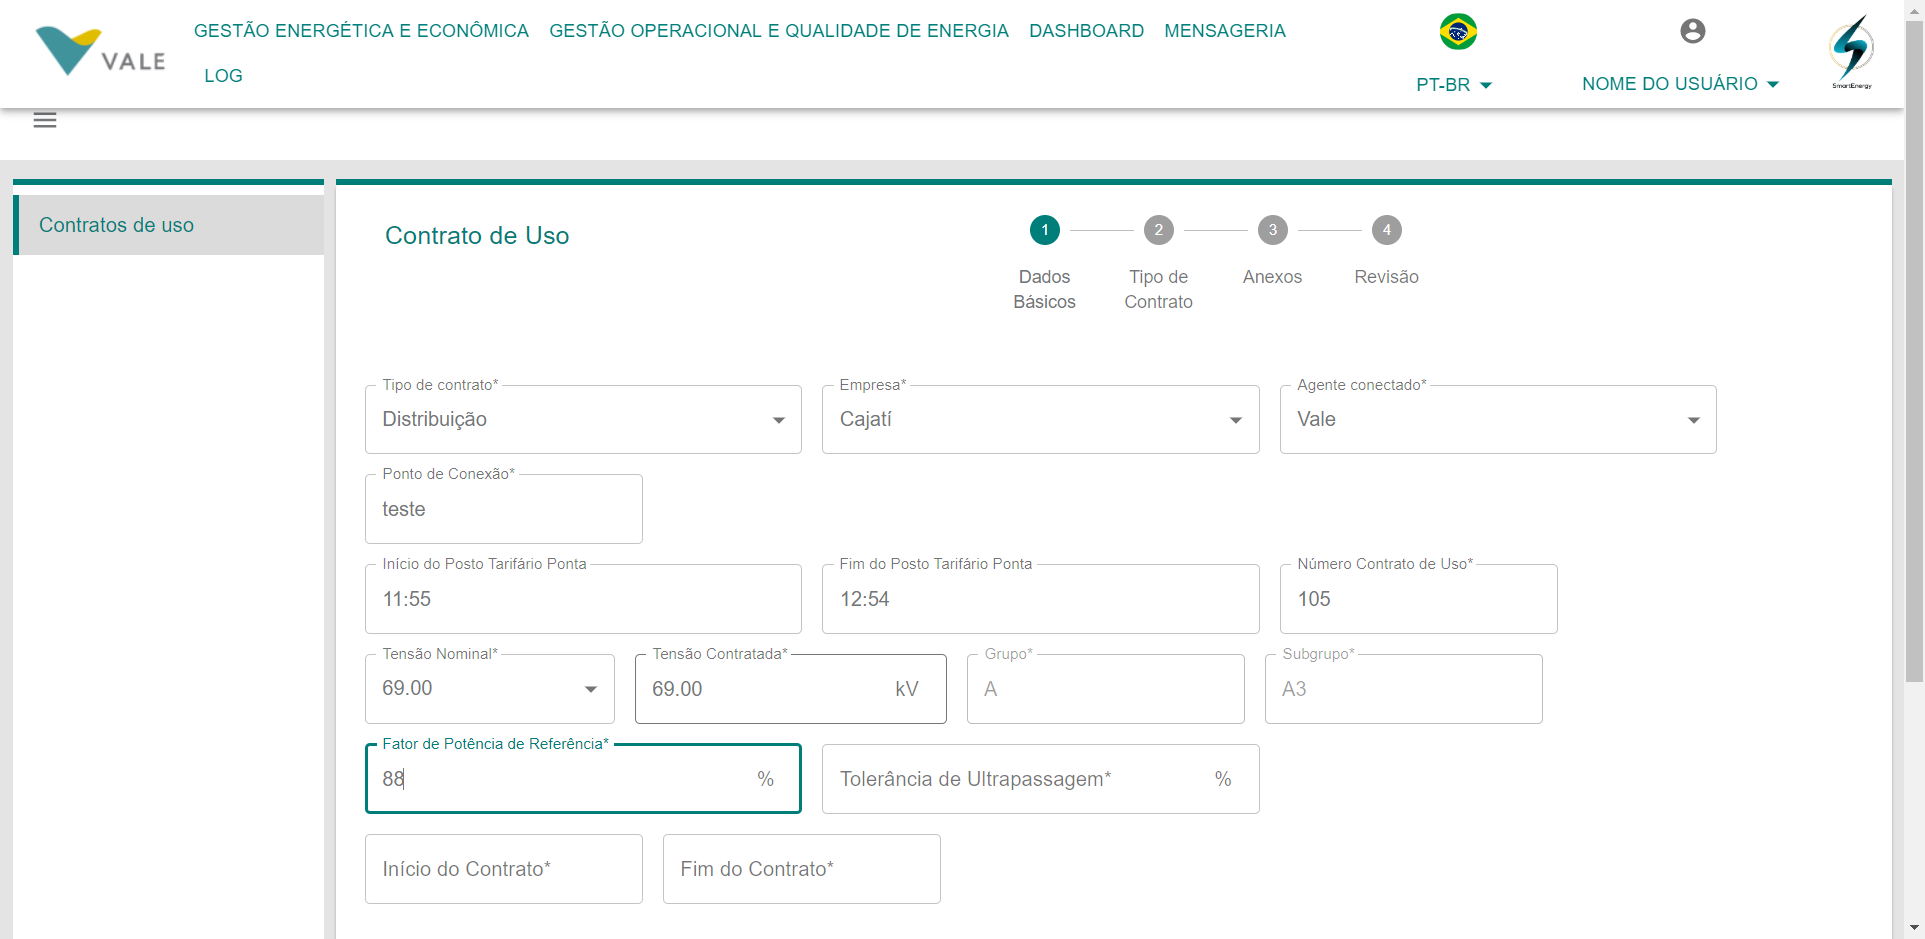 VALE
GESTÃO ENERGÉTICA E ECONÔMICA GESTÃO OPERACIONAL E QUALIDADE DE ENERGIA DASHBOARD MENSAGERIA
LOG
PT-BR
NOME DO USUÁRIO
SmartEnergy
Contratos de uso
Contrato de Uso
1 2 3 4
Dados Básicos
Tipo de Contrato
Anexos
Revisão
Tipo de contrato*
Distribuição
Empresa*
Cajatí
Agente conectado*
Vale
Ponto de Conexão*
teste
Início do Posto Tarifário Ponta
11:55
Fim do Posto Tarifário Ponta
12:54
Número Contrato de Uso*
105
Tensão Nominal*
69.00
Tensão Contratada*
69.00 kV
Grupo*
A
Subgrupo*
A3
Fator de Potência de Referência*
88 %
Tolerância de Ultrapassagem* %
Início do Contrato*
Fim do Contrato*